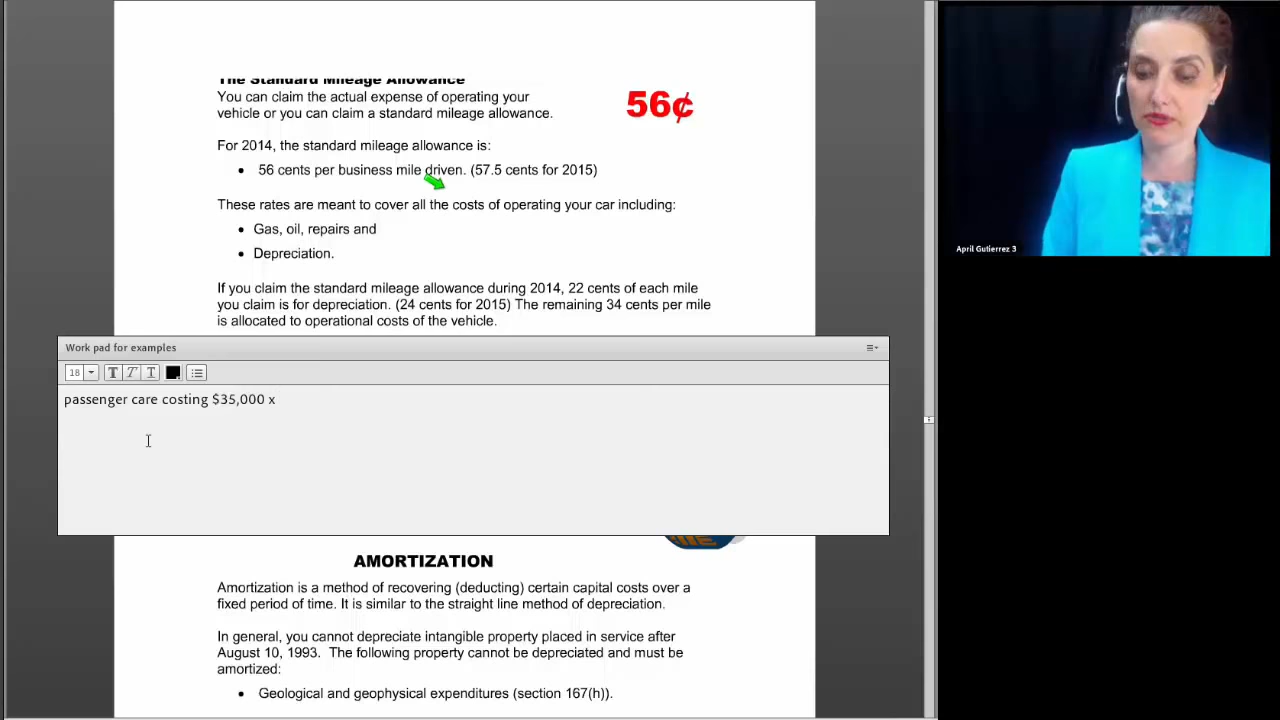 The Standard Mileage Allowance
You can claim the actual expense of operating your
vehicle or you can claim a standard mileage allowance.
56¢
For 2014, the standard mileage allowance is:
• 56 cents per business mile driven. (57.5 cents for 2015)
These rates are meant to cover all the costs of operating your car including:
• Gas, oil, repairs and
• Depreciation.
If you claim the standard mileage allowance during 2014, 22 cents of each mile
you claim is for depreciation. (24 cents for 2015) The remaining 34 cents per mile
is allocated to operational costs of the vehicle.
Work pad for examples
18
T T T
passenger care costing $35,000 x
AMORTIZATION
Amortization is a method of recovering (deducting) certain capital costs over a
fixed period of time. It is similar to the straight line method of depreciation.
In general, you cannot depreciate intangible property placed in service after
August 10, 1993. The following property cannot be depreciated and must be
amortized:
• Geological and geophysical expenditures (section 167(h)).
April Gutierrez 3